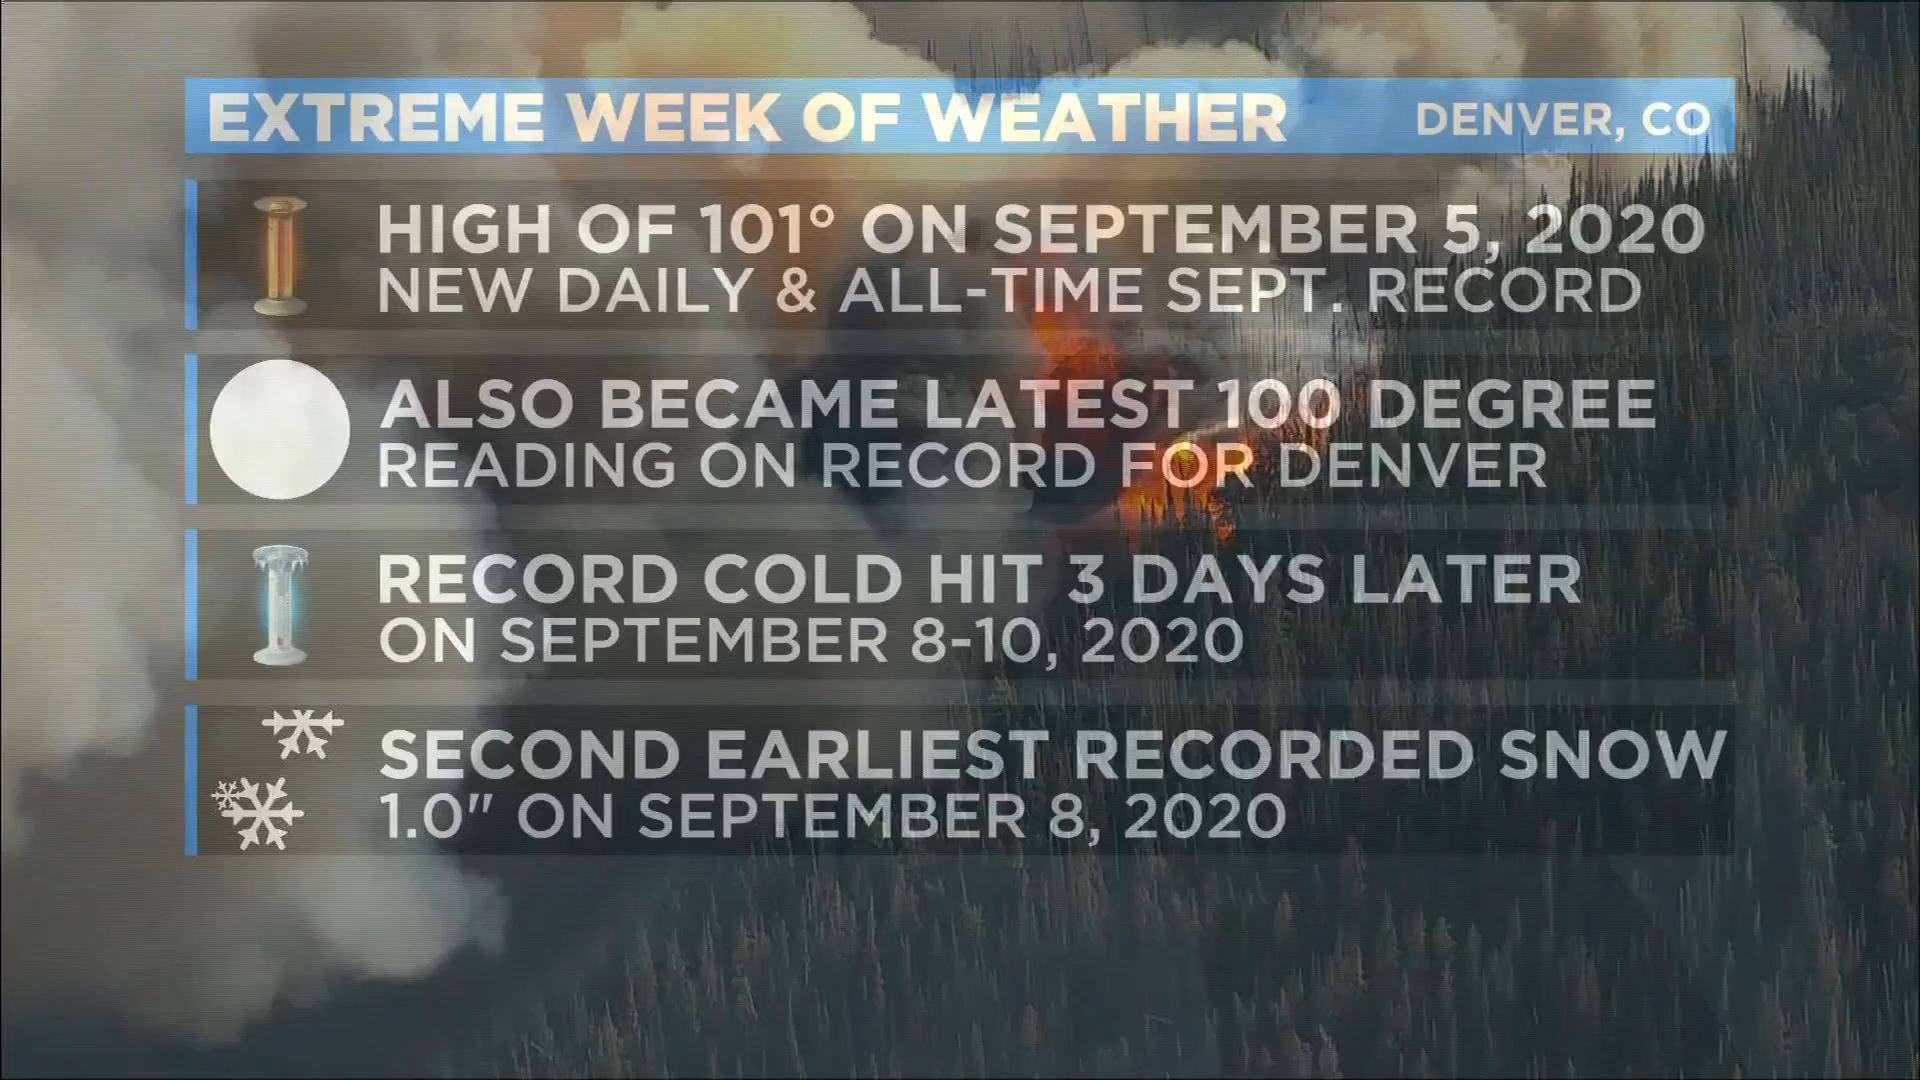 EXTREME WEEK OF WEATHER DENVER, CO
HIGH OF 101° ON SEPTEMBER 5, 2020
NEW DAILY & ALL-TIME SEPT. RECORD
ALSO BECAME LATEST 100 DEGREE
READING ON RECORD FOR DENVER
RECORD COLD HIT 3 DAYS LATER
ON SEPTEMBER 8-10, 2020
SECOND EARLIEST RECORDED SNOW
1.0" ON SEPTEMBER 8, 2020